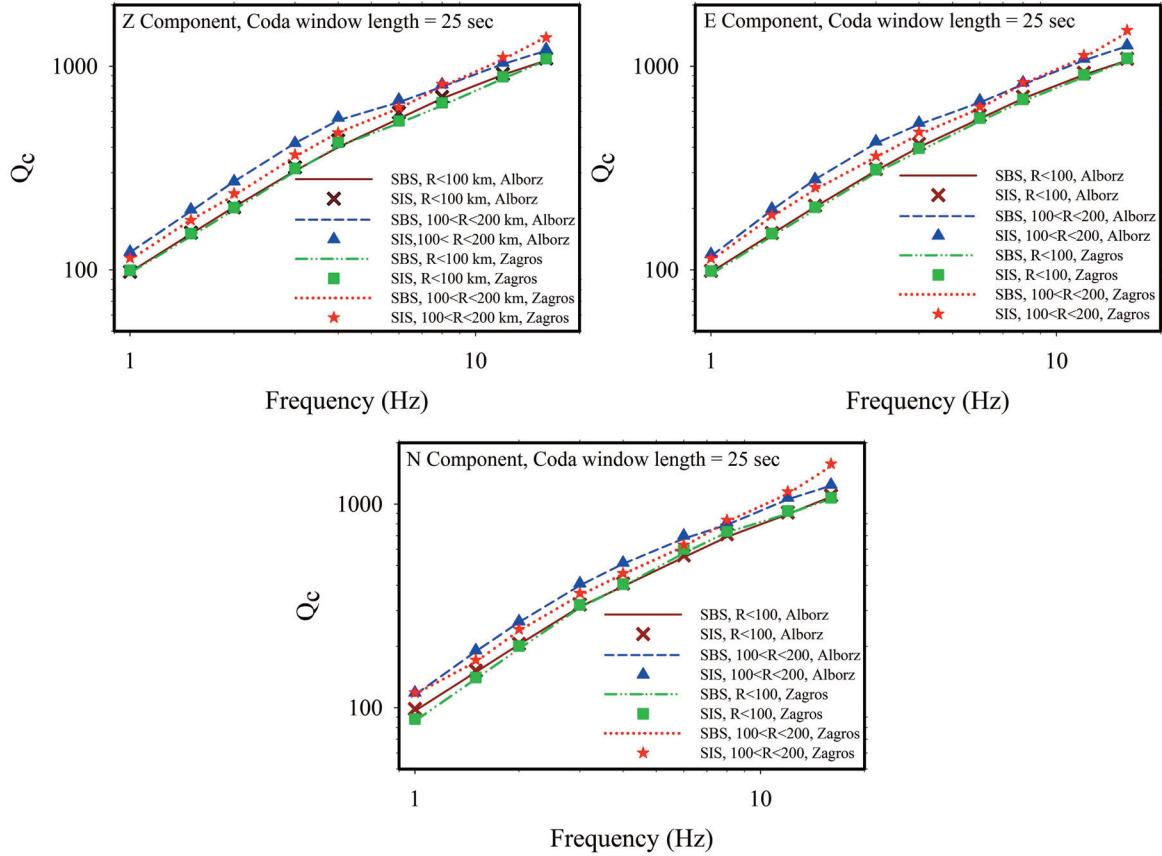 Z Component, Coda window length = 25 sec
Qc
1000
100
SBS, R<100 km, Alborz
SIS, R<100 km, Alborz
SBS, 100<R<200 km, Alborz
SIS,100< R<200 km, Alborz
SBS, R<100 km, Zagros
SIS, R<100 km, Zagros
SBS, 100<R<200 km, Zagros
SIS, 100<R<200 km, Zagros
1
10
Frequency (Hz)
E Component, Coda window length = 25 sec
Qc
1000
100
SBS, R<100, Alborz
SIS, R<100, Alborz
SBS, 100<R<200, Alborz
SIS, 100<R<200, Alborz
SBS, R<100, Zagros
SIS, R<100, Zagros
SBS, 100<R<200, Zagros
SIS, 100<R<200, Zagros
1
10
Frequency (Hz)
N Component, Coda window length = 25 sec
Qc
1000
100
SBS, R<100, Alborz
SIS, R<100, Alborz
SBS, 100<R<200, Alborz
SIS, 100<R<200, Alborz
SBS, R<100, Zagros
SIS, R<100, Zagros
SBS, 100<R<200, Zagros
SIS, 100<R<200, Zagros
1
10
Frequency (Hz)